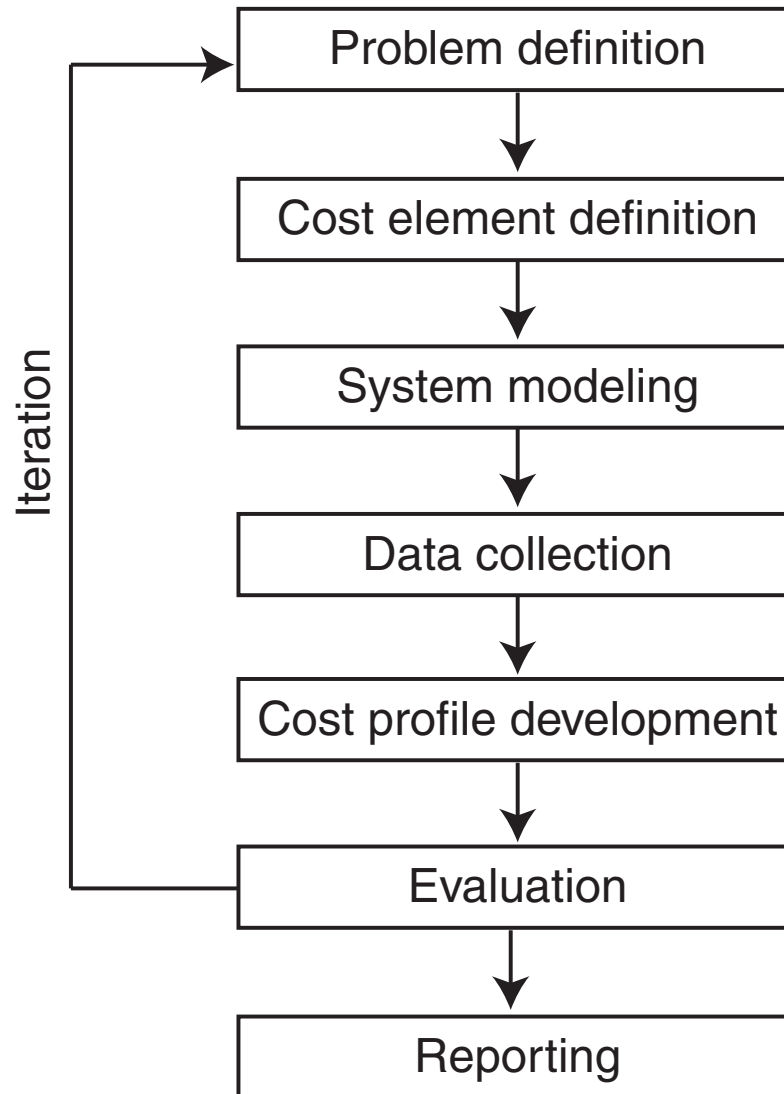 Problem definition
Cost element definition
System modeling
Iteration
Data collection
Cost profile development
Evaluation
Reporting